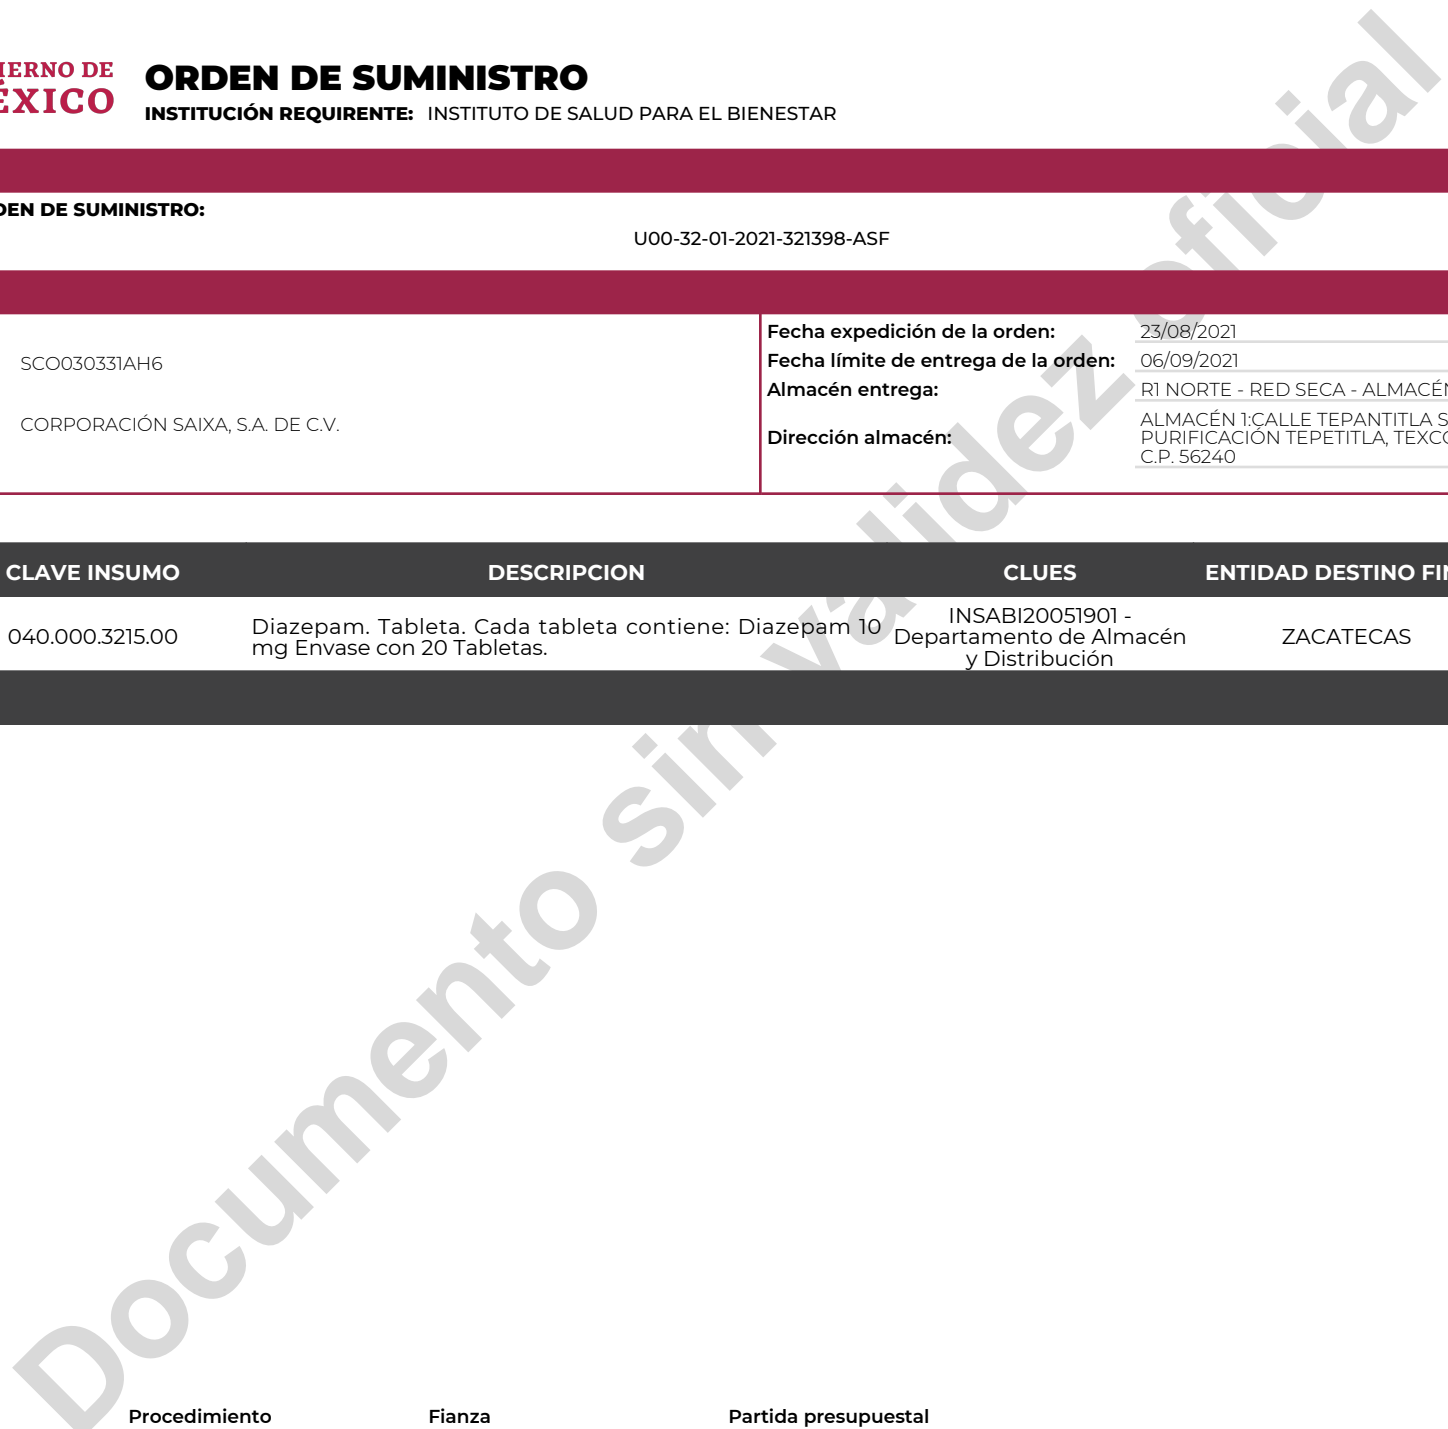 IERNO DE
ÉXICO
ORDEN DE SUMINISTRO
INSTITUCIÓN REQUIRENTE: INSTITUTO DE SALUD PARA EL BIENESTAR
DEN DE SUMINISTRO:
U00-32-01-2021-321398-ASF
SCO030331AH6
CORPORACIÓN SAIXA, S.A. DE C.V.
Fecha expedición de la orden: 23/08/2021
Fecha límite de entrega de la orden: 06/09/2021
Almacén entrega: R1 NORTE - RED SECA - ALMACÉN
Dirección almacén: ALMACÉN 1:CALLE TEPANTITLA S
PURIFICACIÓN TEPETITLA, TEXCO
C.P. 56240
CLAVE INSUMO DESCRIPCION CLUES ENTIDAD DESTINO FIN
040.000.3215.00
Diazepam. Tableta. Cada tableta contiene: Diazepam 10
mg Envase con 20 Tabletas.
INSABI20051901 -
Departamento de Almacén
y Distribución
ZACATECAS
Documento sin validez oficial
Procedimiento Fianza Partida presupuestal